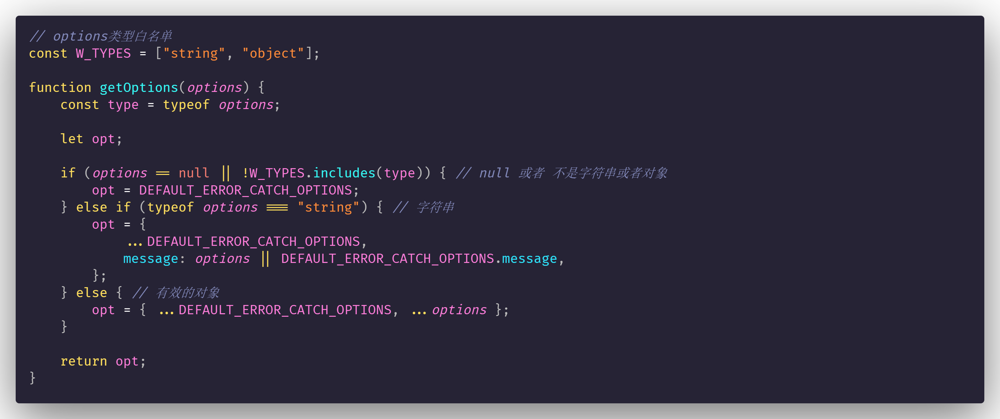 // options类型白名单
const W_TYPES = ["string", "object"];
function getOptions(options) {
    const type = typeof options;
    let opt;
    if (options == null || !W_TYPES.includes(type)) { // null 或者 不是字符串或者对象
        opt = DEFAULT_ERROR_CATCH_OPTIONS;
    } else if (typeof options === "string") { // 字符串
        opt = {
            ...DEFAULT_ERROR_CATCH_OPTIONS,
            message: options || DEFAULT_ERROR_CATCH_OPTIONS.message,
        };
    } else { // 有效的对象
        opt = { ...DEFAULT_ERROR_CATCH_OPTIONS, ...options };
    }
    return opt;
}